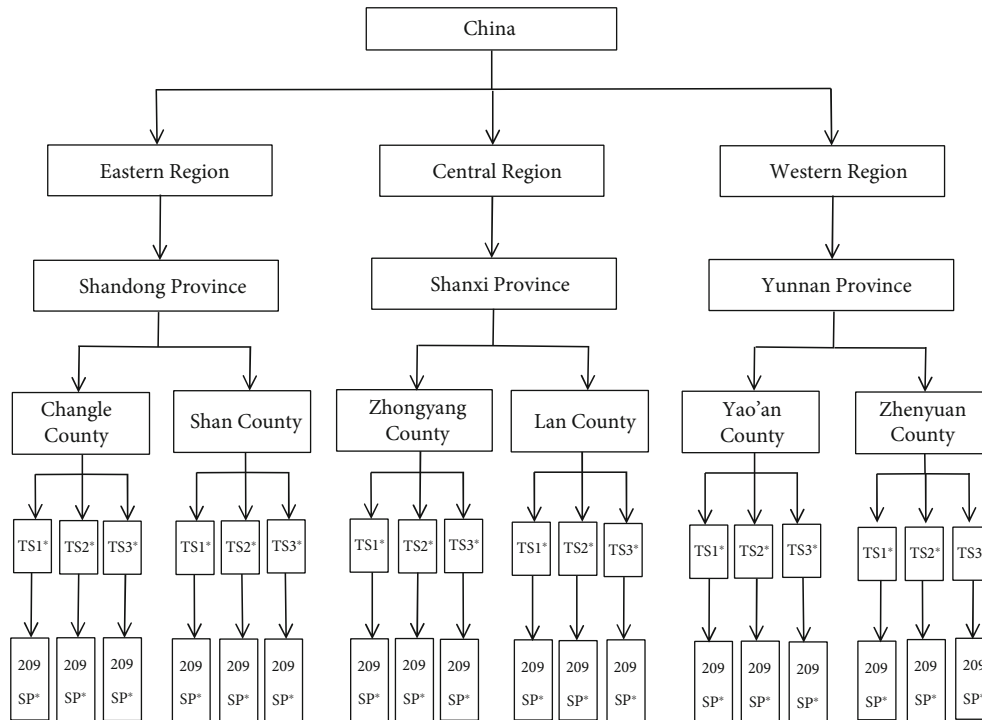 China
Eastern Region Central Region Western Region
Shandong Province Shanxi Province Yunnan Province
Changle County Shan County Zhongyang County Lan County Yao'an County Zhenyuan County
TS1* TS2* TS3* TS1* TS2* TS3* TS1* TS2* TS3* TS1* TS2* TS3* TS1* TS2* TS3* TS1* TS2* TS3
209 209 209 209 209 209 209 209 209 209 209 209 209 209 209 209 209 209
SP* SP* SP* SP* SP* SP* SP* SP* SP* SP* SP* SP* SP* SP* SP* SP* SP* SP*